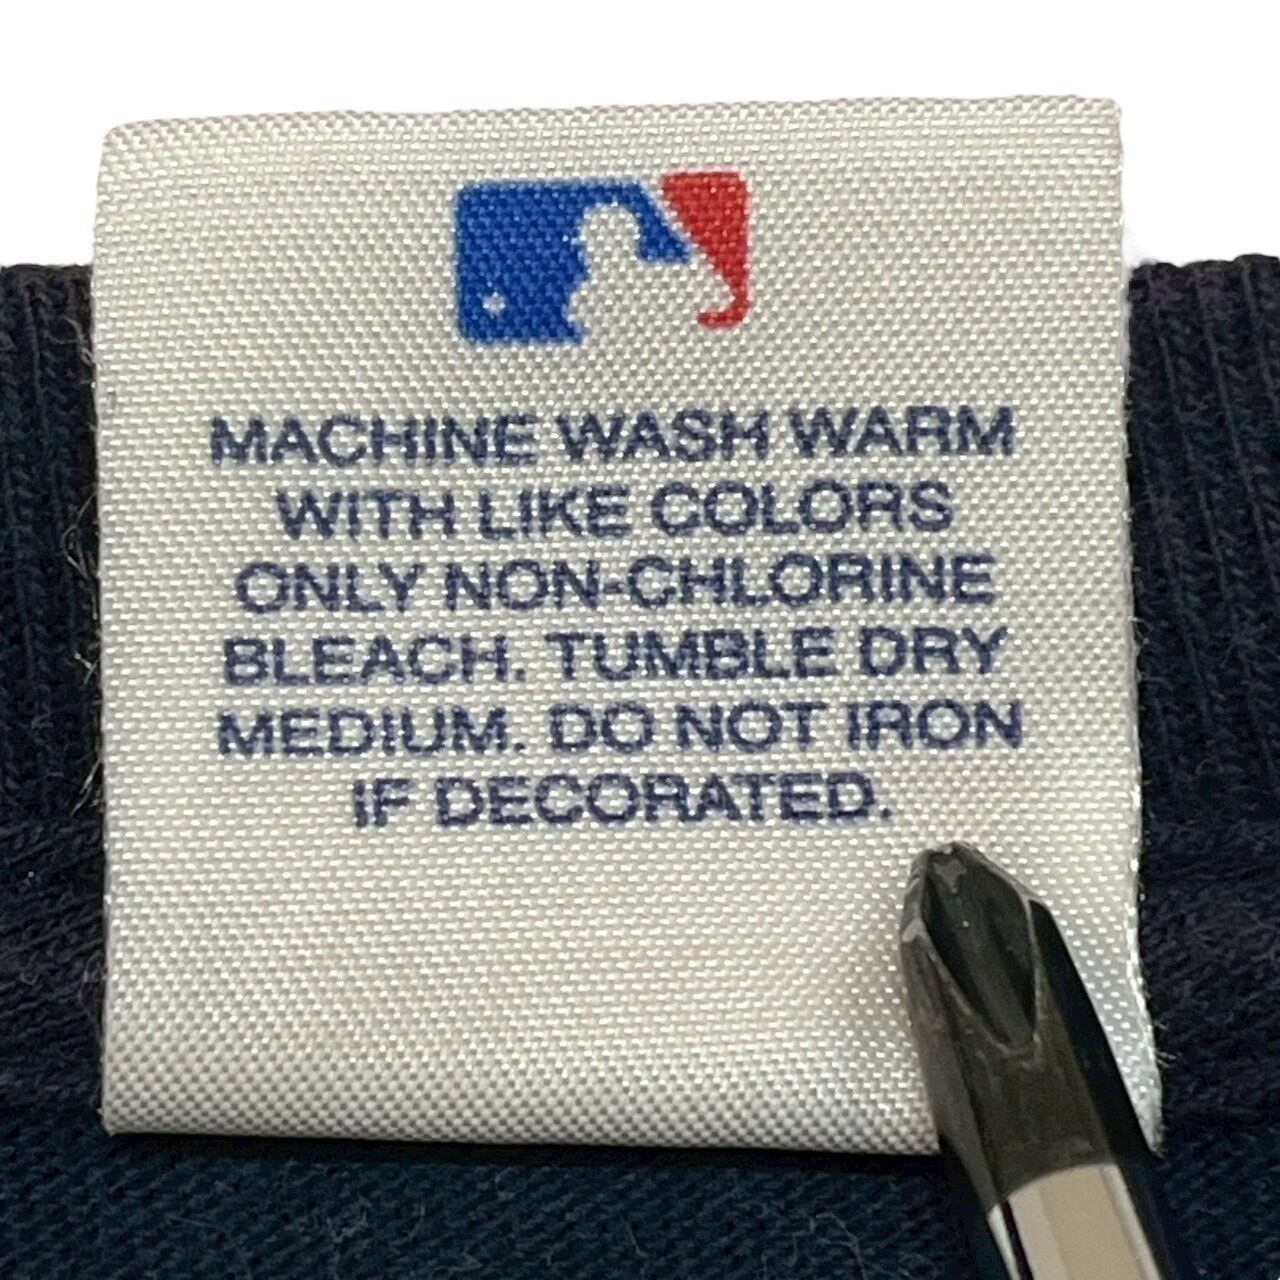 MACHINE WASH WARM
WITH LIKE COLORS
ONLY NON-CHLORINE
BLEACH. TUMBLE DRY
MEDIUM. DO NOT IRON
IF DECORATED.